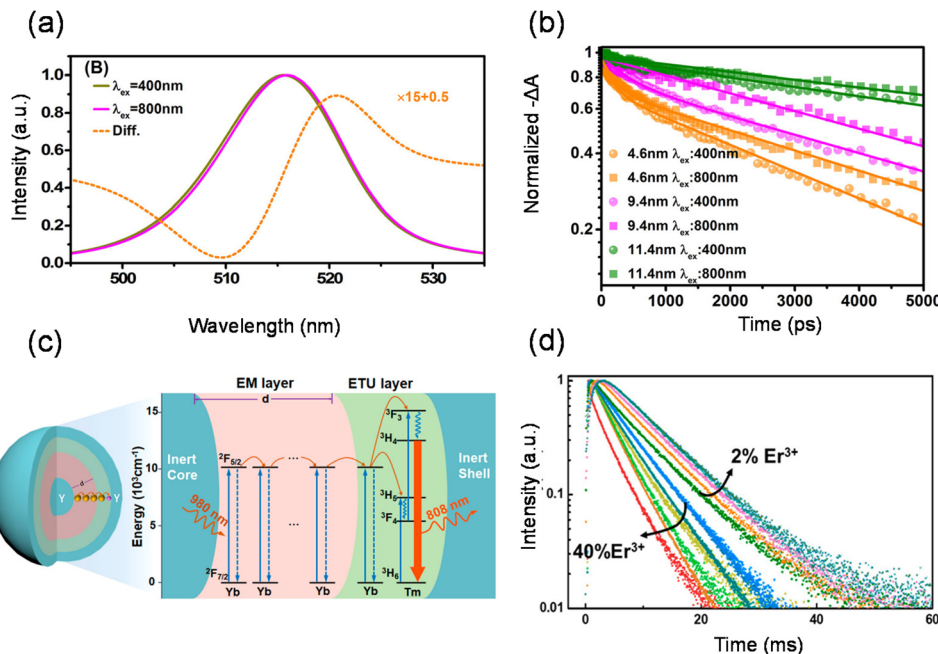 (a)
(B)
λex=400nm
λex=800nm
Diff.
×15+0.5
Intensity (a.u.)
1.0
0.8
0.6
0.4
0.2
0.0
500
510
520
530
Wavelength (nm)
(b)
Normalized -ΔA
1
0.8
0.6
0.4
0.2
4.6nm λex:400nm
4.6nm λex:800nm
9.4nm λex:400nm
9.4nm λex:800nm
11.4nm λex:400nm
11.4nm λex:800nm
0
1000
2000
3000
4000
5000
Time (ps)
(c)
EM layer
ETU layer
d
Energy (10³cm⁻¹)
15
10
5
0
²F₅/₂
...
³F₃
³H₄
Inert
Core
Inert
Shell
³H₅
³F₄
980 nm
808 nm
...
²F₇/₂
³H₆
Yb
Yb
Yb
Yb
Tm
Y
d
Y
(d)
Intensity (a.u.)
1
0.1
0.01
2% Er³⁺
40%Er³⁺
0
20
40
60
Time (ms)